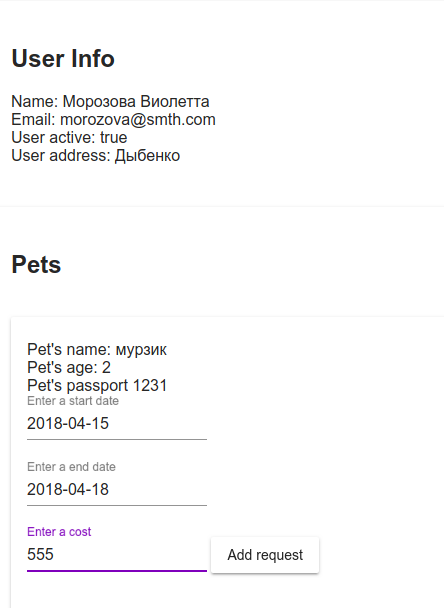 User Info
Name: Морозова Виолетта
Email: morozova@smth.com
User active: true
User address: Дыбенко
Pets
Pet's name: мурзик
Pet's age: 2
Pet's passport 1231
Enter a start date
2018-04-15
Enter a end date
2018-04-18
Enter a cost
555
Add request